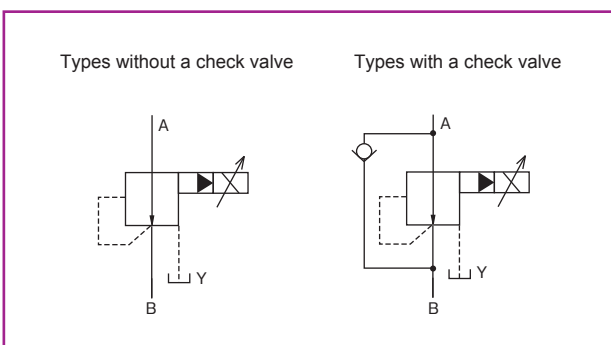 Types without a check valve
Types with a check valve
A
A
Y
Y
B
B